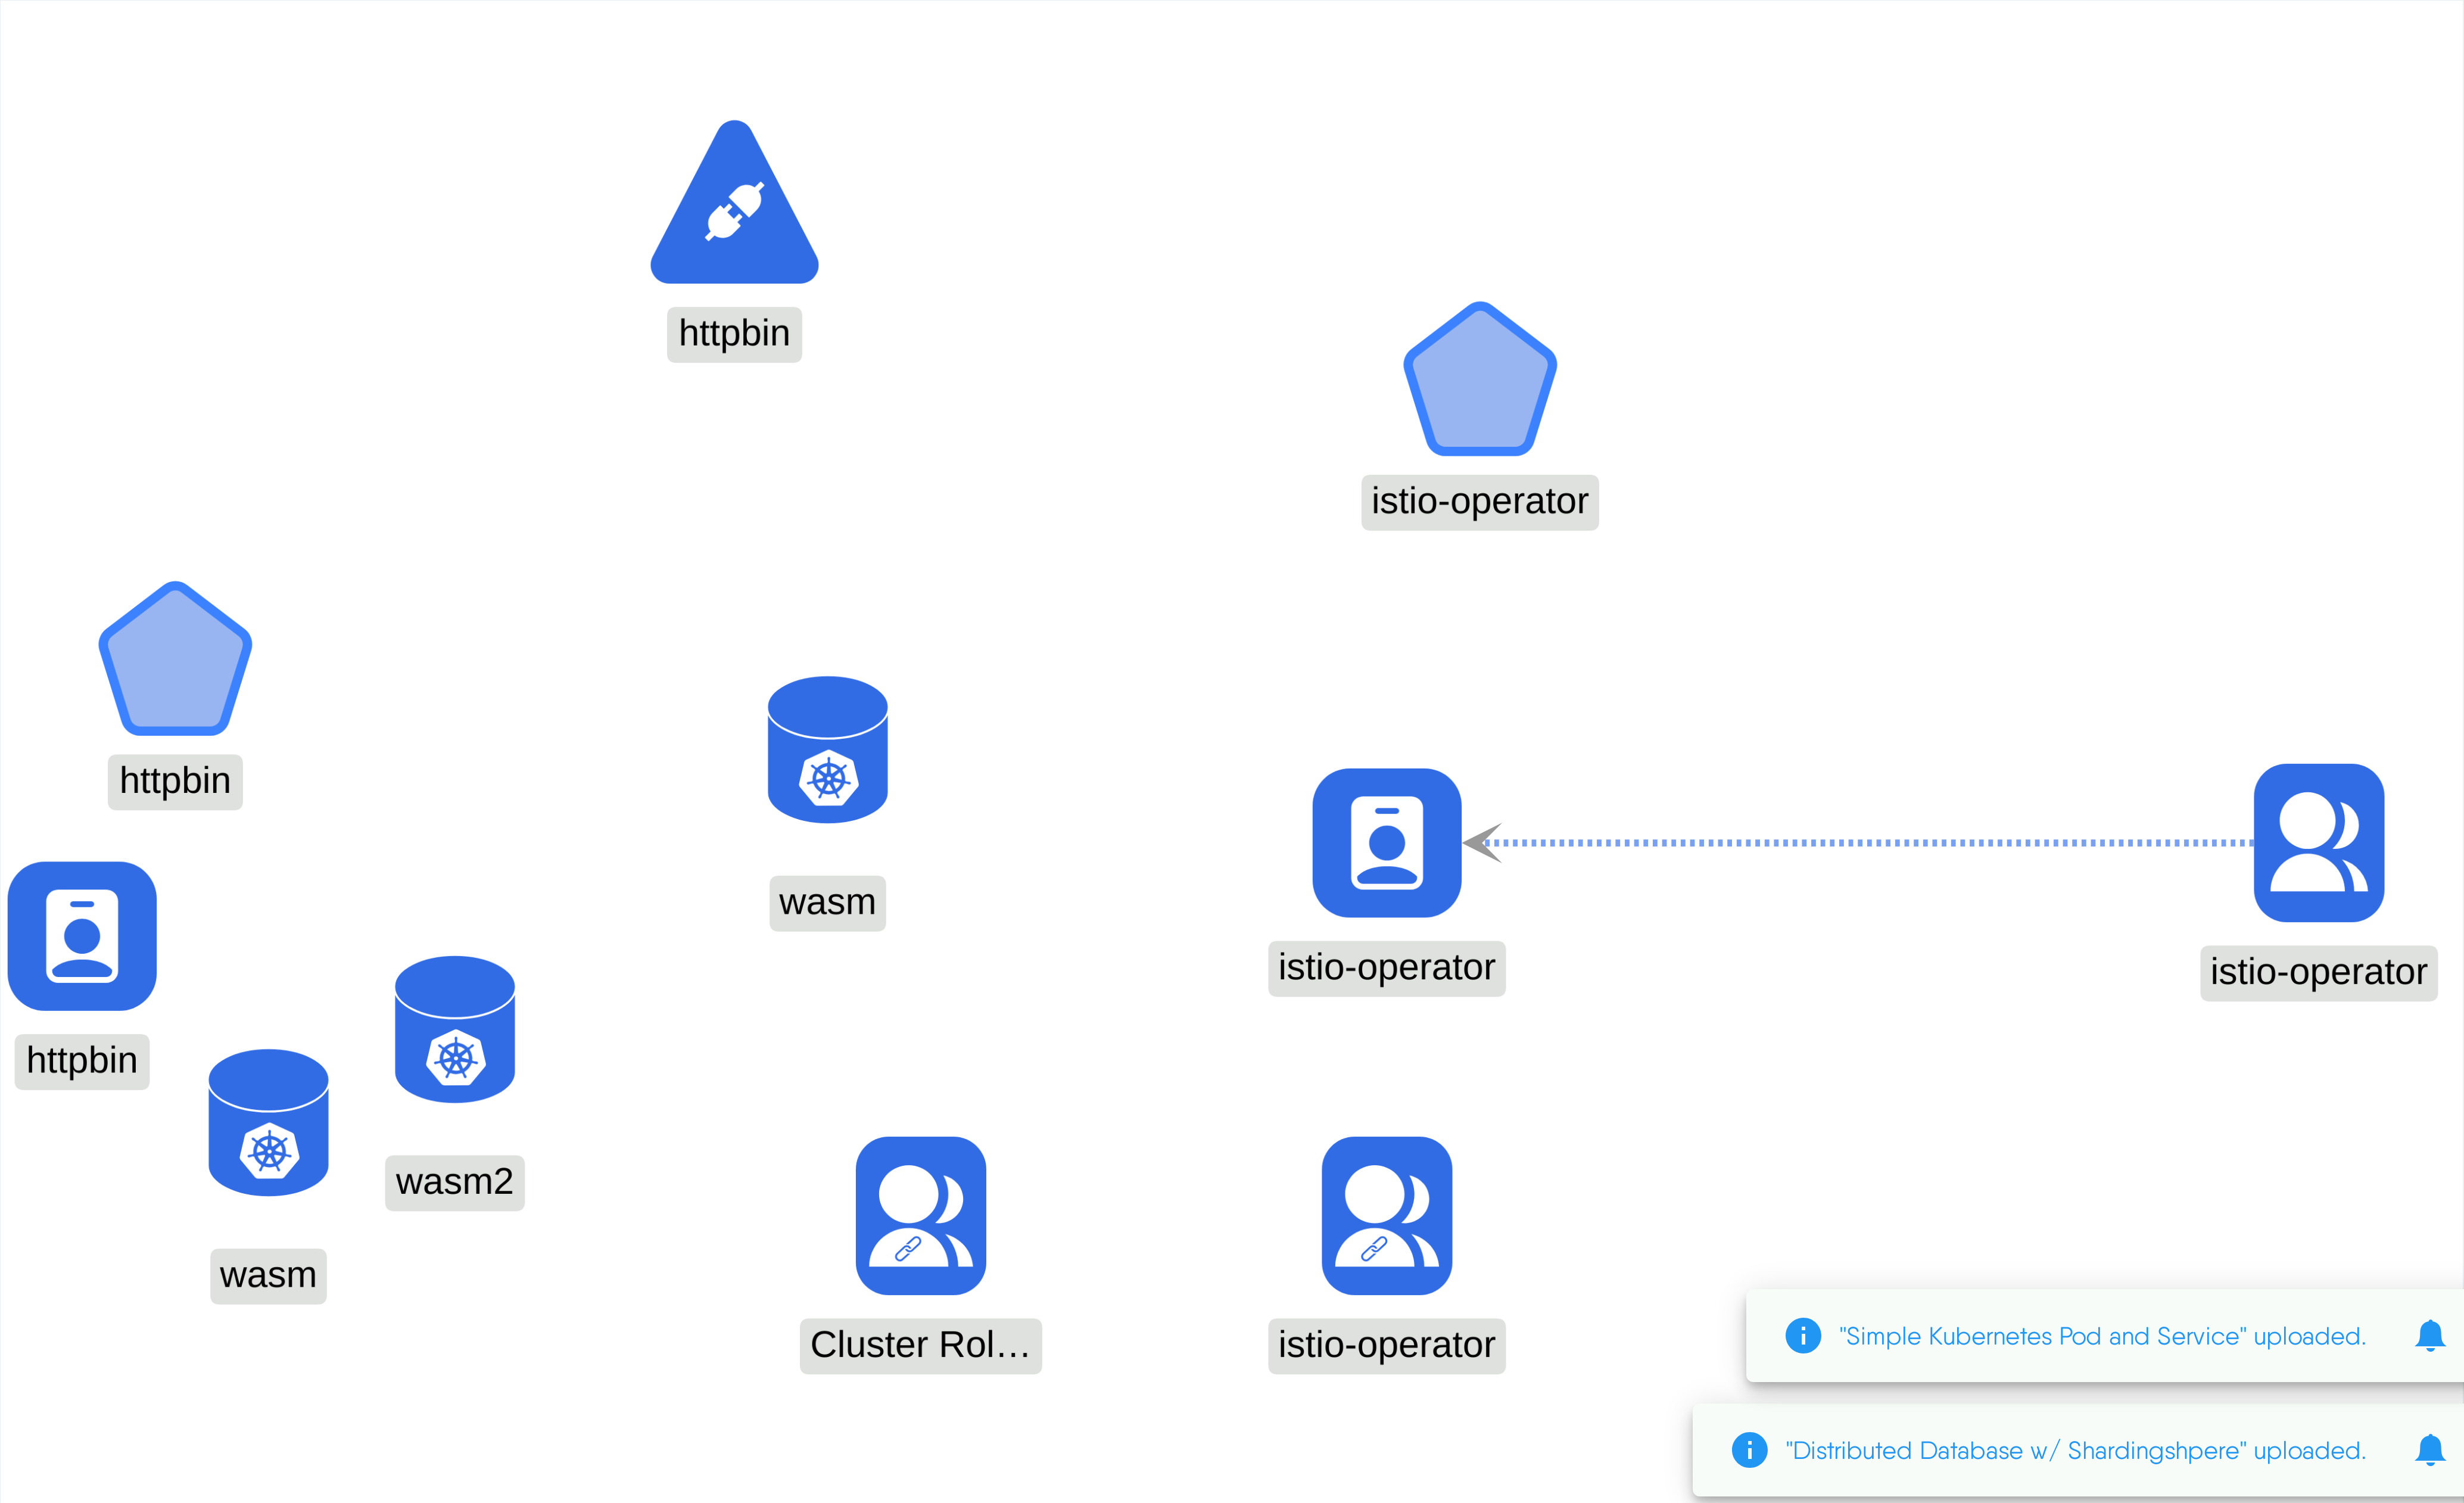 httpbin
istio-operator
httpbin
wasm
istio-operator
istio-operator
httpbin
wasm2
wasm
Cluster Rol...
istio-operator
"Simple Kubernetes Pod and Service" uploaded.
"Distributed Database w/ Shardingshpere" uploaded.